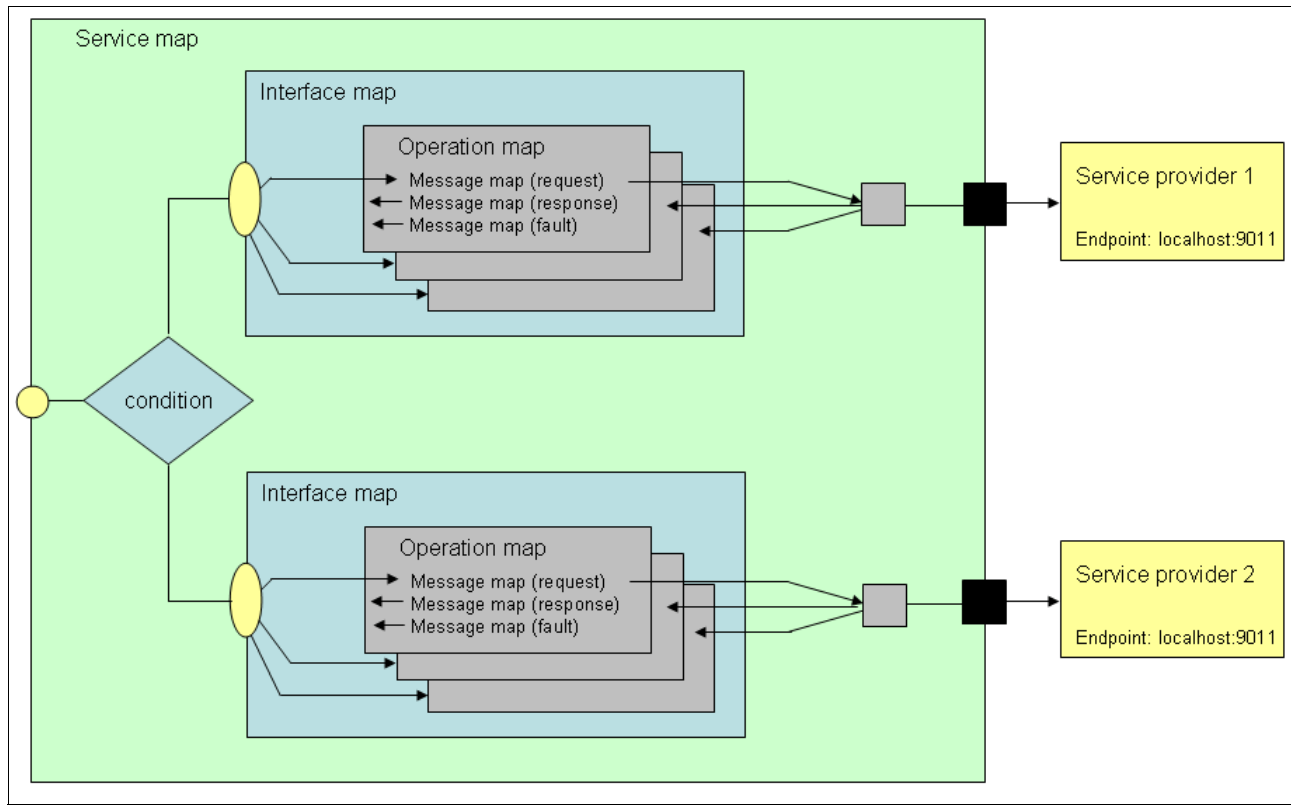 Service map
Interface map
Operation map
Message map (request)
Message map (response)
Message map (fault)
Service provider 1
Endpoint: localhost:9011
condition
Interface map
Operation map
Message map (request)
Message map (response)
Message map (fault)
Service provider 2
Endpoint: localhost:9011